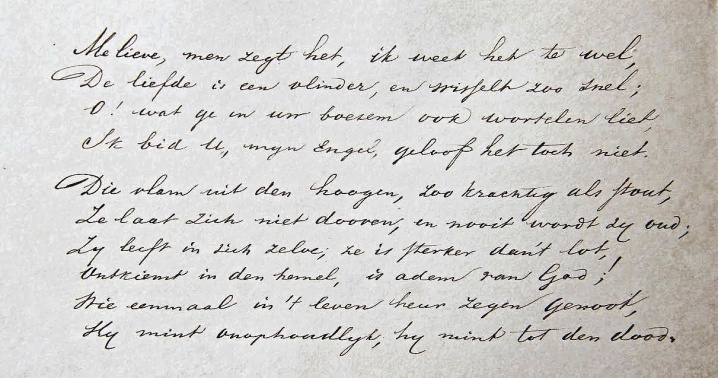 Melieve, men zegt het, ik weet het te wel,
De liefde is een vlinder, en wisselt zoo snel;
O! wat ge in uw boesem ook wortelen liet,
Ik bid U, myn Engel, geloof het toch niet.
Die vlam uit den hoogen, zoo krachtig als stout,
Ze laat zich niet dooven, en nooit wordt zy oud;
Zy leeft in zich zelve; ze is sterker dan't lot,
Ontkiemt in den hemel, is adem van God!
Wie eenmaal in 't leven heur zegen genoot,
Hy mint onophoudlyk, hy mint tot den dood.